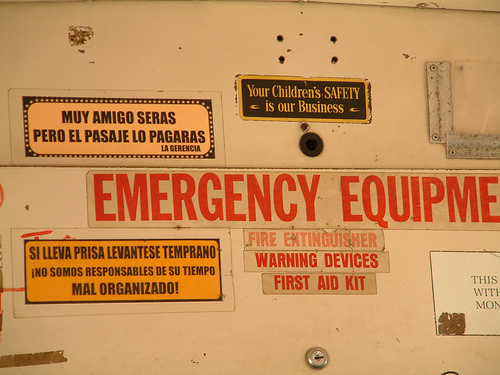 Your Children's SAFETY
is our Business
MUY AMIGO SERAS
PERO EL PASAJE LO PAGARAS
LA GERENCIA
EMERGENCY EQUIPME
FIRE EXTINGUISHER
WARNING DEVICES
FIRST AID KIT
SI LLEVA PRISA LEVANTESE TEMPRANO
¡NO SOMOS RESPONSABLES DE SU TIEMPO
MAL ORGANIZADO!
THIS
WITH
MON